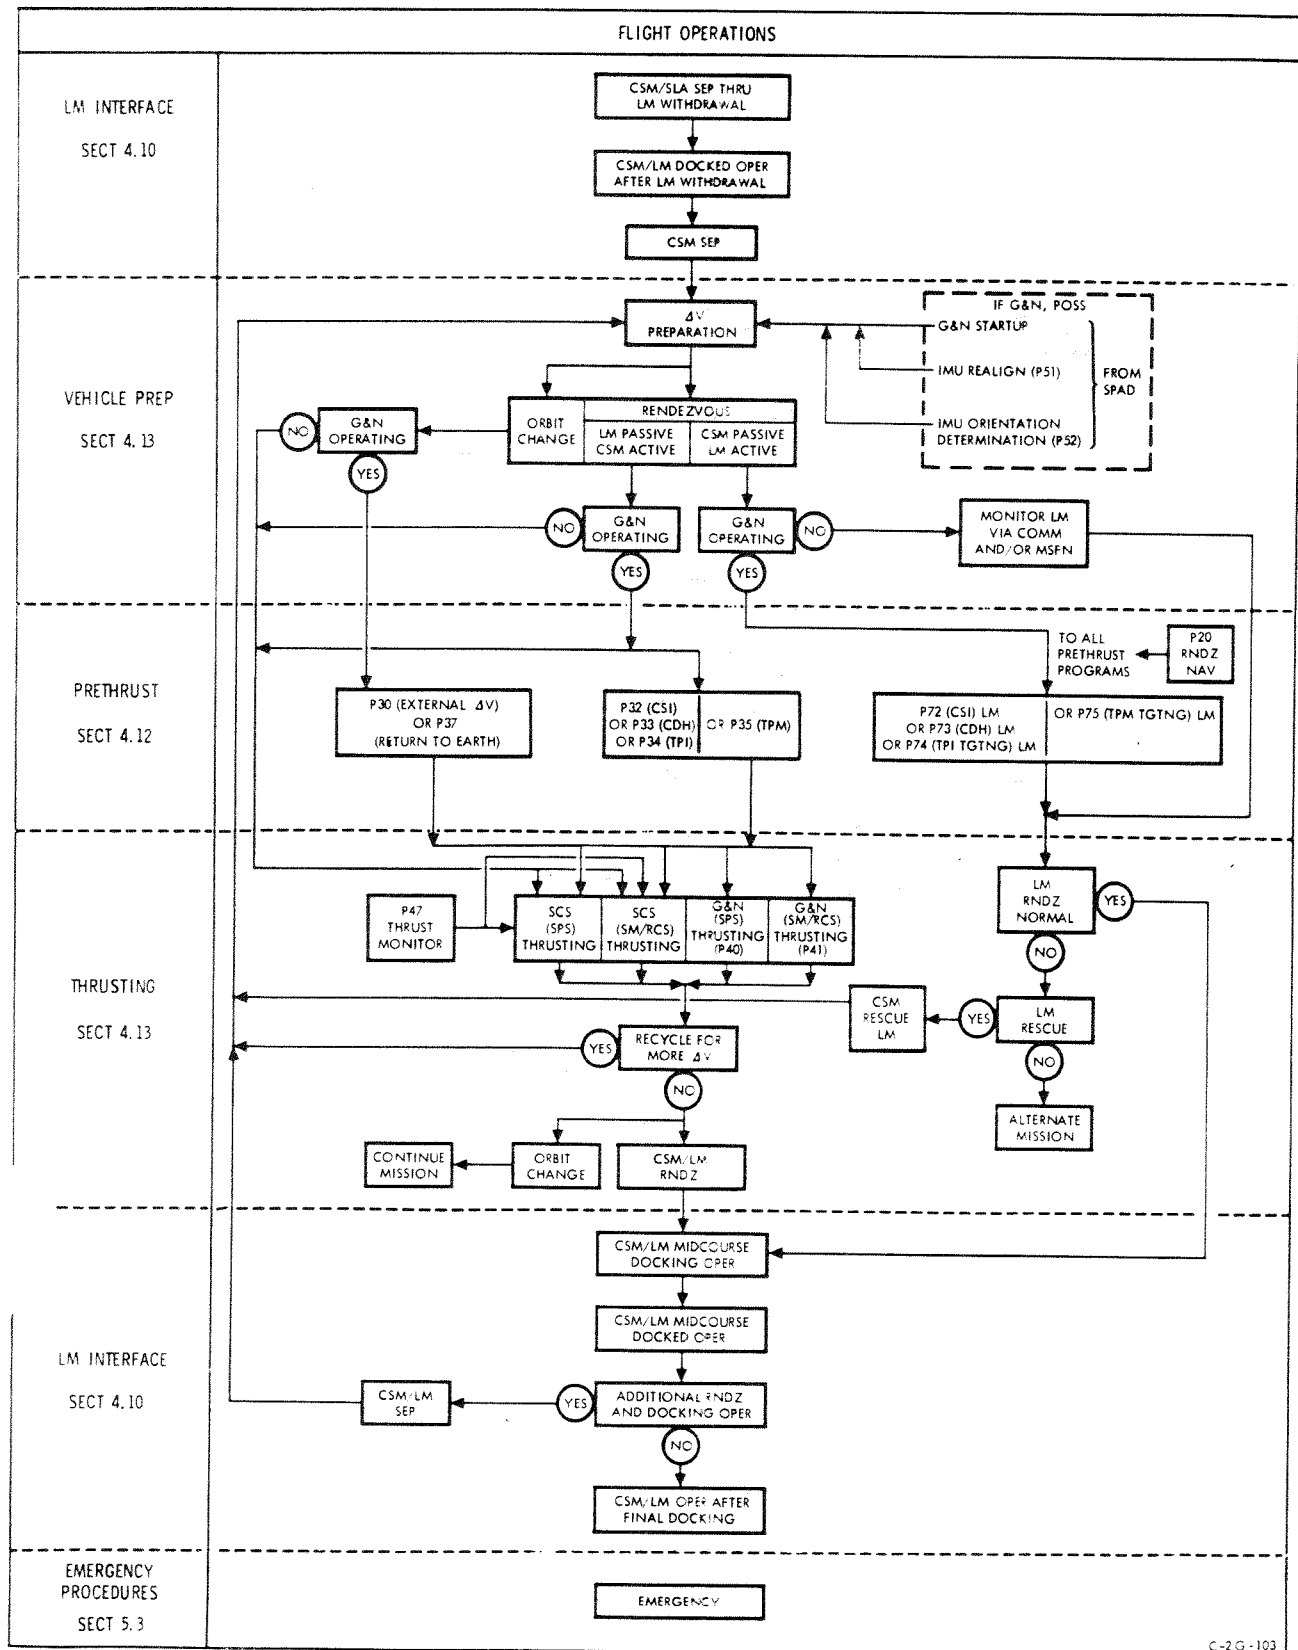 FLIGHT OPERATIONS
LM INTERFACE
SECT 4.10
CSM/SLA SEP THRU
LM WITHDRAWAL
CSM/LM DOCKED OPER
AFTER LM WITHDRAWAL
CSM SEP
VEHICLE PREP
SECT 4.13
ΔV
PREPARATION
IF G&N, POSS
G&N STARTUP
IMU REALIGN (P51)
IMU ORIENTATION
DETERMINATION (P52)
FROM
SPAD
NO
G&N
OPERATING
YES
ORBIT
CHANGE
RENDEZVOUS
LM PASSIVE
CSM ACTIVE
CSM PASSIVE
LM ACTIVE
NO
G&N
OPERATING
YES
G&N
OPERATING
NO
YES
MONITOR LM
VIA COMM
AND/OR MSFN
PRETHRUST
SECT 4.12
TO ALL
PRETHRUST
PROGRAMS
P20
RNDZ
NAV
P30 (EXTERNAL ΔV)
OR P37
(RETURN TO EARTH)
P32 (CSI)
OR P33 (CDH)
OR P34 (TPI)
OR P35 (TPM)
P72 (CSI) LM
OR P73 (CDH) LM
OR P74 (TPI TGTNG) LM
OR P75 (TPM TGTNG) LM
THRUSTING
SECT 4.13
P47
THRUST
MONITOR
SCS
(SPS)
THRUSTING
SCS
(SM/RCS)
THRUSTING
G&N
(SPS)
THRUSTING
(P40)
G&N
(SM/RCS)
THRUSTING
(P41)
LM
RNDZ
NORMAL
YES
NO
CSM
RESCUE
LM
YES
LM
RESCUE
NO
ALTERNATE
MISSION
YES
RECYCLE FOR
MORE ΔV
NO
CONTINUE
MISSION
ORBIT
CHANGE
CSM/LM
RNDZ
LM INTERFACE
SECT 4.10
CSM/LM MIDCOURSE
DOCKING OPER
CSM/LM MIDCOURSE
DOCKED OPER
CSM/LM
SEP
YES
ADDITIONAL RNDZ
AND DOCKING OPER
NO
CSM/LM OPER AFTER
FINAL DOCKING
EMERGENCY
PROCEDURES
SECT 5.3
EMERGENCY
C-2G-103